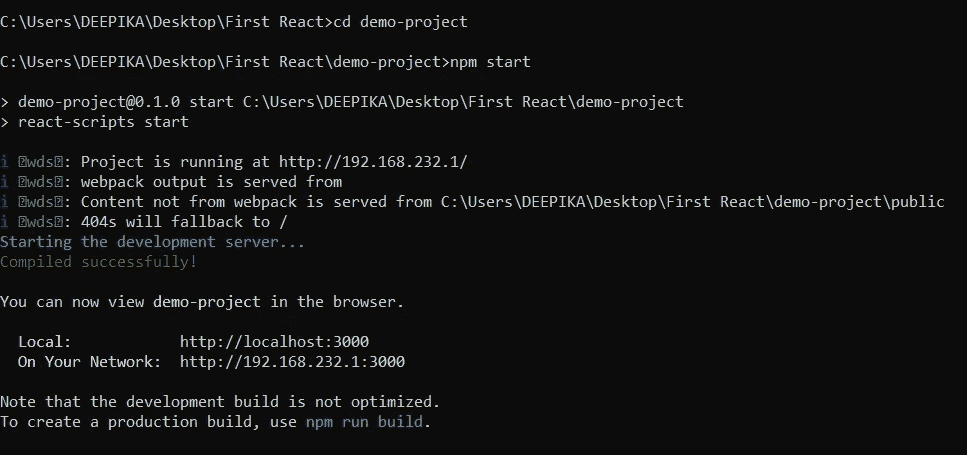 C:\Users\DEEPIKA\Desktop\First React>cd demo-project
C:\Users\DEEPIKA\Desktop\First React\demo-project>npm start
> demo-project@0.1.0 start C:\Users\DEEPIKA\Desktop\First React\demo-project
> react-scripts start
i ⍰wds⍰: Project is running at http://192.168.232.1/
i ⍰wds⍰: webpack output is served from
i ⍰wds⍰: Content not from webpack is served from C:\Users\DEEPIKA\Desktop\First React\demo-project\public
i ⍰wds⍰: 404s will fallback to /
Starting the development server...
Compiled successfully!
You can now view demo-project in the browser.
Local: http://localhost:3000
On Your Network: http://192.168.232.1:3000
Note that the development build is not optimized.
To create a production build, use npm run build.